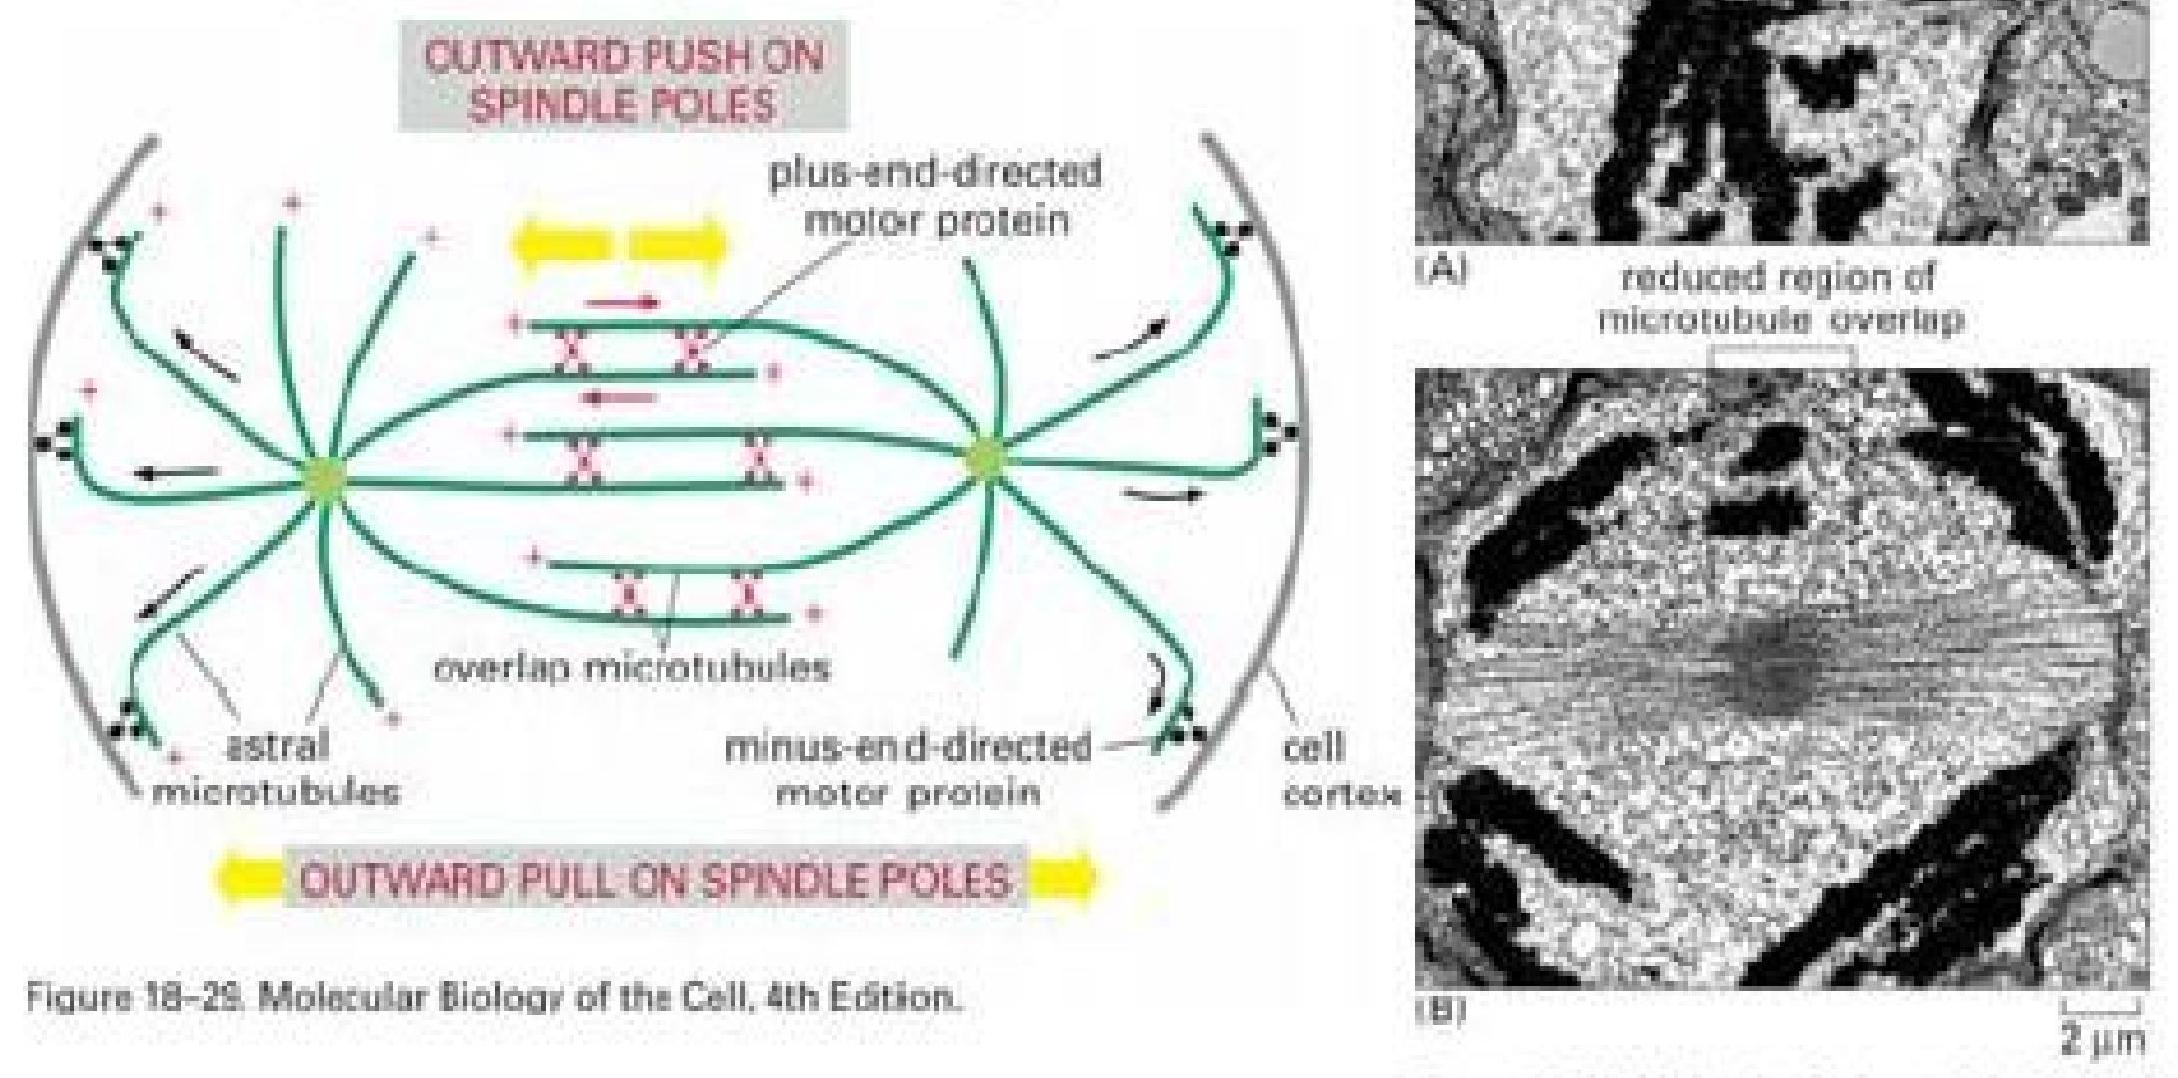 OUTWARD PUSH ON
SPINDLE POLES
plus-end-directed
motor protein
overlap microtubules
astral
microtubules
minus-end-directed
motor protein
cell
cortex
OUTWARD PULL ON SPINDLE POLES
Figure 18–29. Molecular Biology of the Cell, 4th Edition.
(A)
reduced region of
microtubule overlap
(B)
2 μm